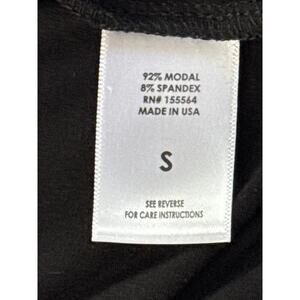 92% MODAL
8% SPANDEX
RN# 155564
MADE IN USA
S
SEE REVERSE
FOR CARE INSTRUCTIONS